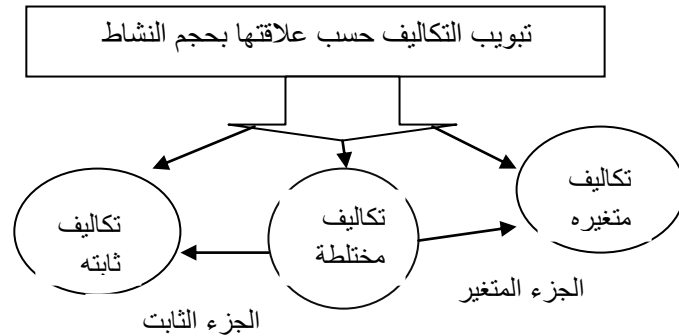 تبويب التكاليف حسب علاقتها بحجم النشاط
تكاليف
متغيره
تكاليف
مختلطة
تكاليف
ثابته
الجزء المتغير
الجزء الثابت